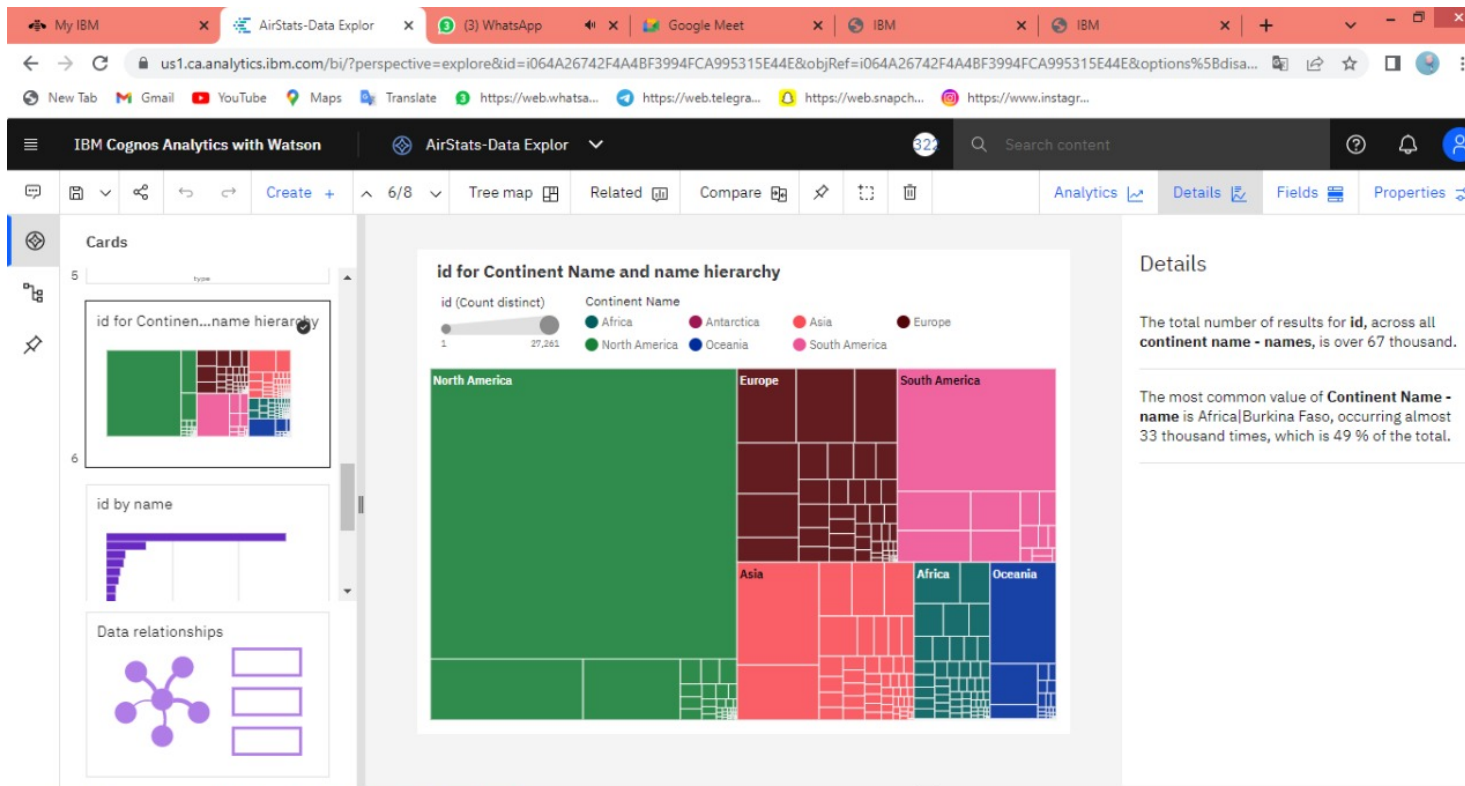 My IBM
AirStats-Data Explor
(3) WhatsApp
Google Meet
IBM
IBM
us1.ca.analytics.ibm.com/bi/?perspective=explore&id=i064A26742F4A4BF3994FCA995315E44E&objRef=i064A26742F4A4BF3994FCA995315E44E&options%5Bdisa...
New Tab
Gmail
YouTube
Maps
Translate
https://web.whatsa...
https://web.telegra...
https://web.snapch...
https://www.instagr...
IBM Cognos Analytics with Watson
AirStats-Data Explor
Search content
Create +
6/8
Tree map
Related
Compare
Analytics
Details
Fields
Properties
Cards
5
type
id for Continen...name hierarchy
6
id by name
Data relationships
id for Continent Name and name hierarchy
id (Count distinct)
1
27,261
Continent Name
Africa
Antarctica
Asia
Europe
North America
Oceania
South America
North America
Europe
South America
Asia
Africa
Oceania
Details
The total number of results for id, across all
continent name - names, is over 67 thousand.
The most common value of Continent Name -
name is Africa|Burkina Faso, occurring almost
33 thousand times, which is 49 % of the total.